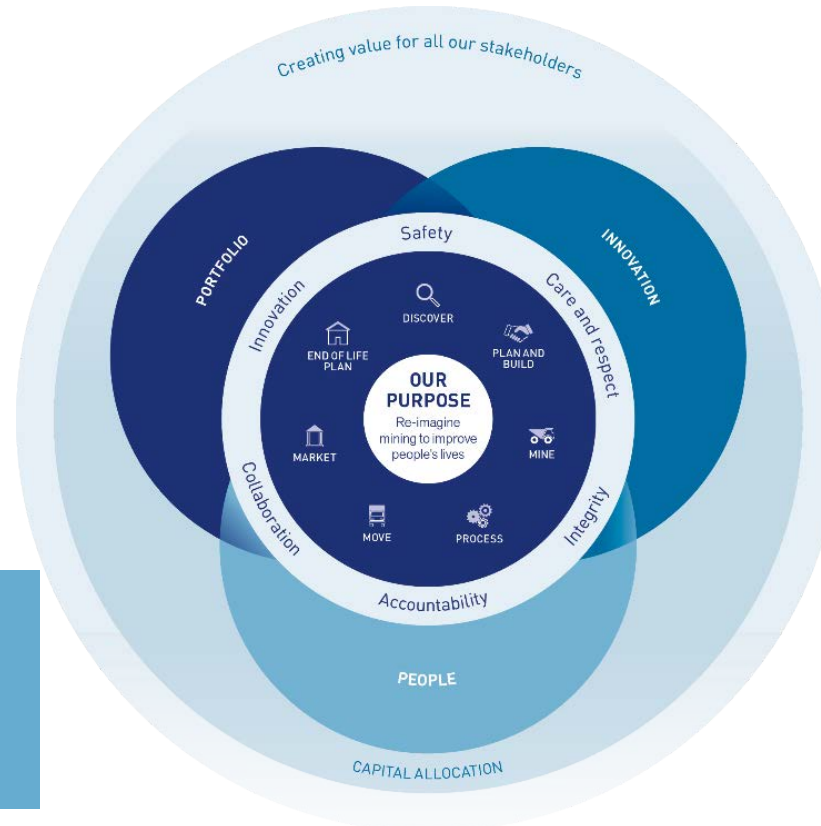 Creating value for all our stakeholders
PORTFOLIO
INNOVATION
Safety
Care and respect
Integrity
Accountability
Collaboration
Innovation
DISCOVER
PLAN AND
BUILD
MINE
PROCESS
MOVE
MARKET
END OF LIFE
PLAN
OUR
PURPOSE
Re-imagine
mining to improve
people's lives
PEOPLE
CAPITAL ALLOCATION